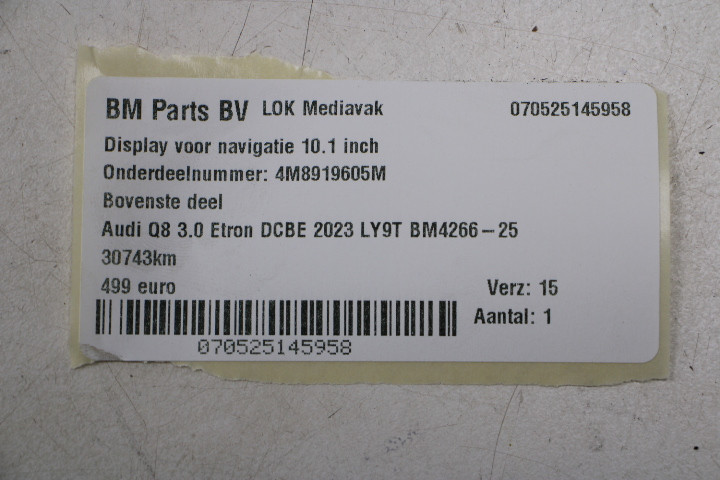 BM Parts BV LOK Mediavak 070525145958
Display voor navigatie 10.1 inch
Onderdeelnummer: 4M8919605M
Bovenste deel
Audi Q8 3.0 Etron DCBE 2023 LY9T BM4266-25
30743km
499 euro Verz: 15
Aantal: 1
070525145958